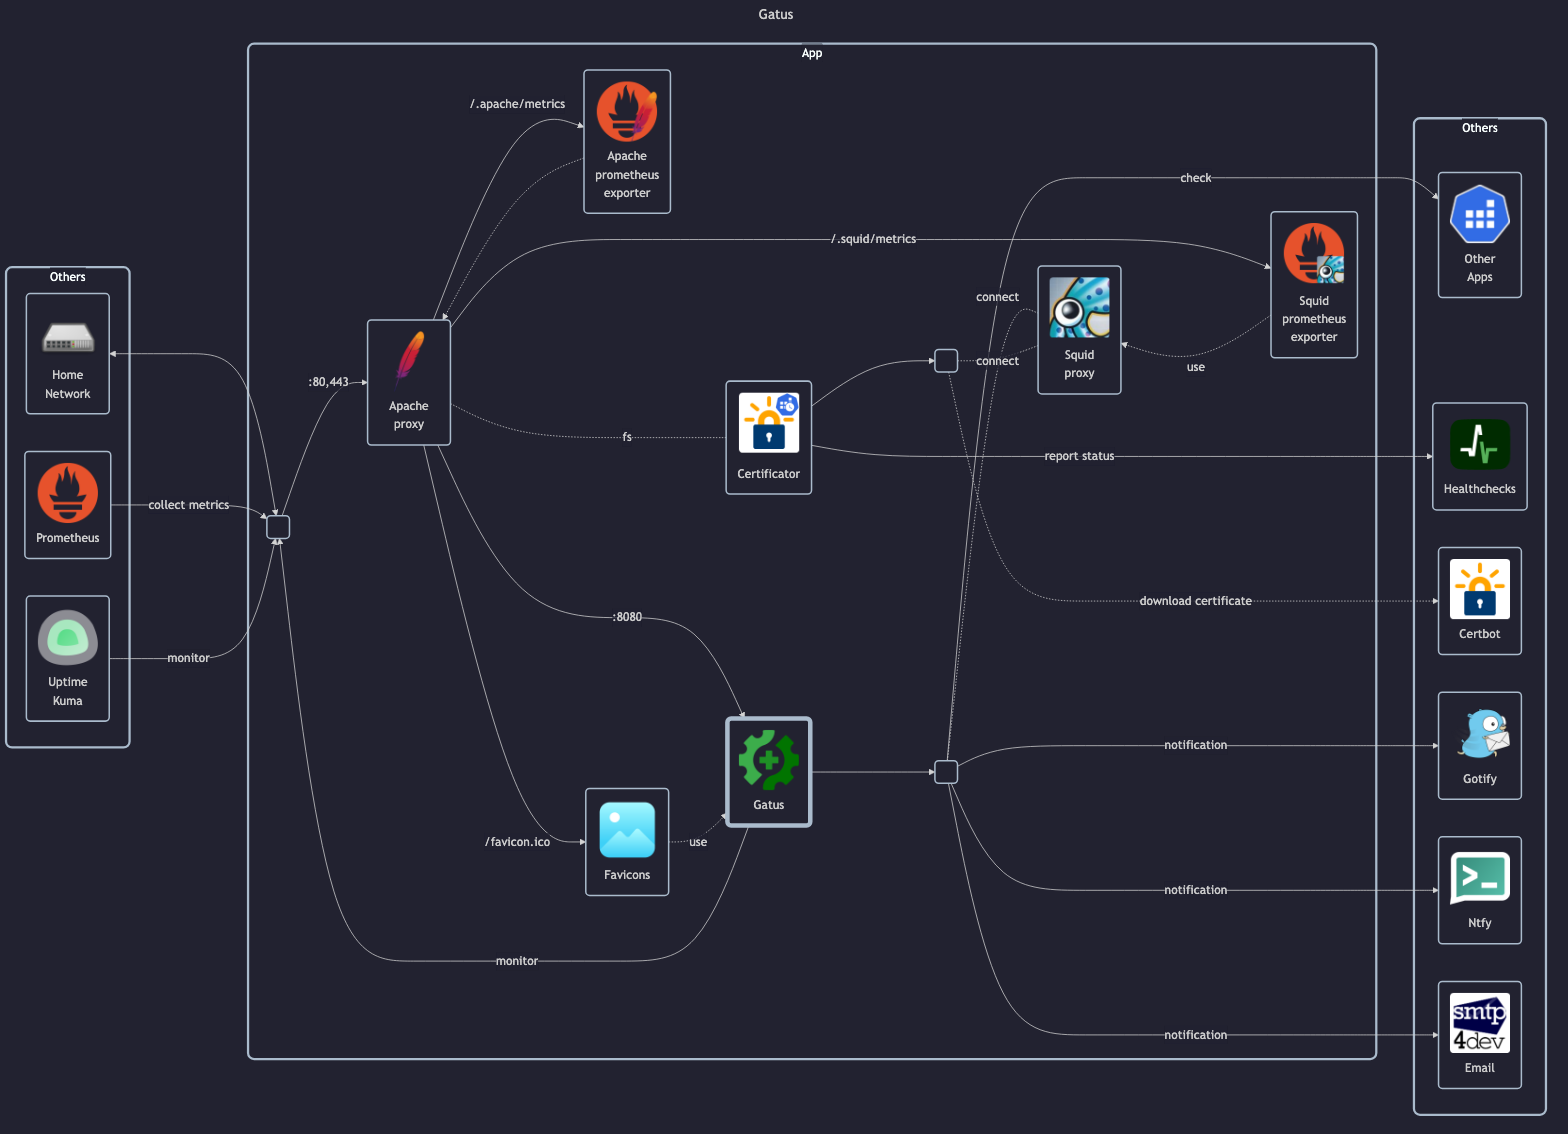 Gatus
App
/.apache/metrics
Apache
prometheus
exporter
Others
check
Other
Apps
/.squid/metrics
Squid
prometheus
exporter
Others
Home
Network
connect
Squid
proxy
connect
use
:80,443
Apache
proxy
fs
Certificator
report status
Healthchecks
collect metrics
Prometheus
download certificate
Certbot
:8080
monitor
Uptime
Kuma
notification
Gotify
Gatus
/favicon.ico
use
Favicons
notification
>_
Ntfy
monitor
notification
smtp
4dev
Email